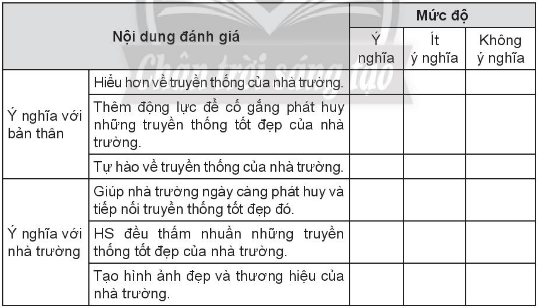 Nội dung đánh giá
Mức độ
Ý
nghĩa
Ít
ý nghĩa
Không
ý nghĩa
Ý nghĩa với
bản thân
Hiểu hơn về truyền thống của nhà trường.
Thêm động lực để cố gắng phát huy
những truyền thống tốt đẹp của nhà
trường.
Tự hào về truyền thống của nhà trường.
Ý nghĩa với
nhà trường
Giúp nhà trường ngày càng phát huy và
tiếp nối truyền thống tốt đẹp đó.
HS đều thấm nhuần những truyền
thống tốt đẹp của nhà trường.
Tạo hình ảnh đẹp và thương hiệu của
nhà trường.
Chân trời sáng tạo